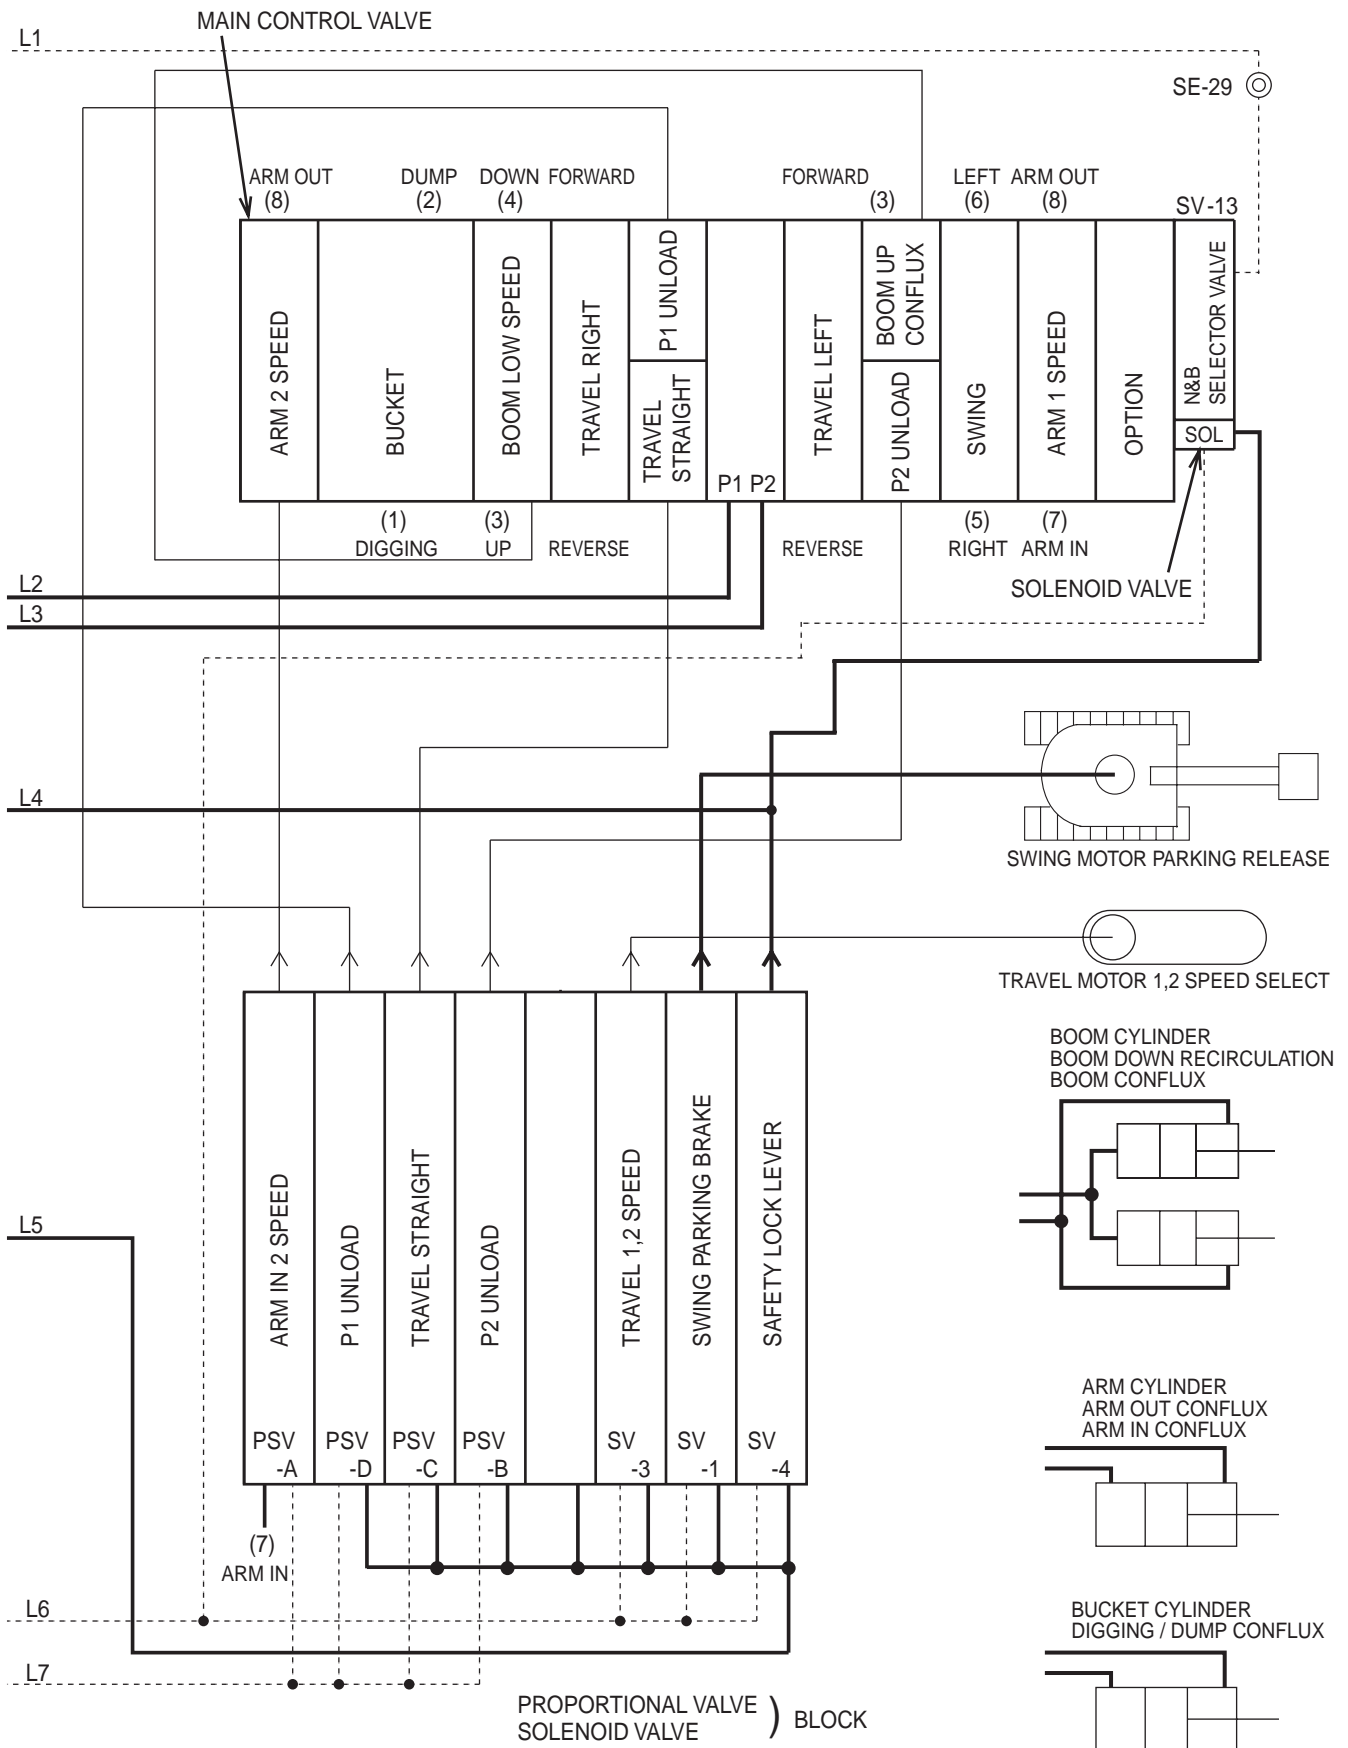 MAIN CONTROL VALVE
L1
SE-29
ARM OUT
(8)
DUMP
(2)
DOWN
(4)
FORWARD
FORWARD
(3)
LEFT
(6)
ARM OUT
(8)
SV-13
ARM 2 SPEED
BUCKET
BOOM LOW SPEED
TRAVEL RIGHT
P1 UNLOAD
TRAVEL
STRAIGHT
P1 P2
TRAVEL LEFT
BOOM UP
CONFLUX
P2 UNLOAD
SWING
ARM 1 SPEED
OPTION
N&B
SELECTOR VALVE
SOL
(1)
DIGGING
(3)
UP
REVERSE
REVERSE
(5)
RIGHT
(7)
ARM IN
SOLENOID VALVE
L2
L3
L4
SWING MOTOR PARKING RELEASE
TRAVEL MOTOR 1,2 SPEED SELECT
BOOM CYLINDER
BOOM DOWN RECIRCULATION
BOOM CONFLUX
L5
ARM IN 2 SPEED
P1 UNLOAD
TRAVEL STRAIGHT
P2 UNLOAD
TRAVEL 1,2 SPEED
SWING PARKING BRAKE
SAFETY LOCK LEVER
PSV
-A
PSV
-D
PSV
-C
PSV
-B
SV
-3
SV
-1
SV
-4
ARM CYLINDER
ARM OUT CONFLUX
ARM IN CONFLUX
(7)
ARM IN
L6
L7
BUCKET CYLINDER
DIGGING / DUMP CONFLUX
PROPORTIONAL VALVE
SOLENOID VALVE
) BLOCK